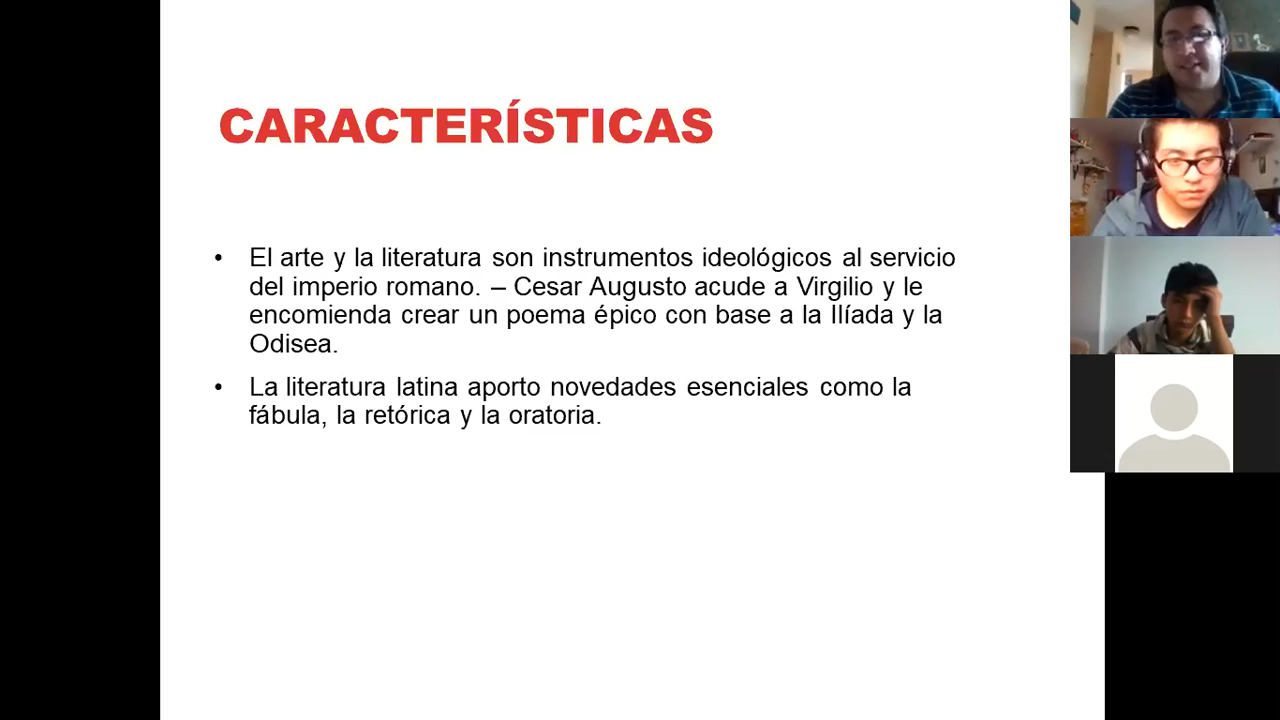 CARACTERÍSTICAS
• El arte y la literatura son instrumentos ideológicos al servicio
del imperio romano. – Cesar Augusto acude a Virgilio y le
encomienda crear un poema épico con base a la Ilíada y la
Odisea.
• La literatura latina aporto novedades esenciales como la
fábula, la retórica y la oratoria.